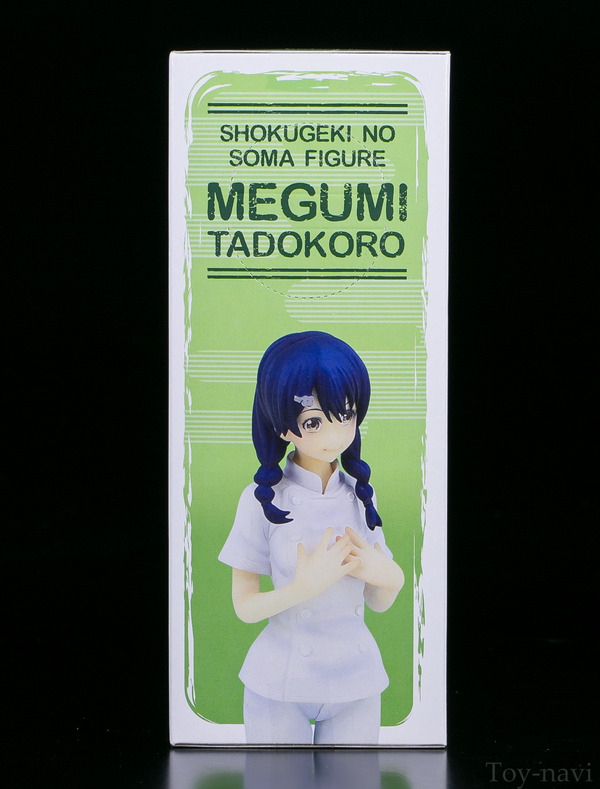 SHOKUGEKI NO
SOMA FIGURE
MEGUMI
TADOKORO
Toy-navi